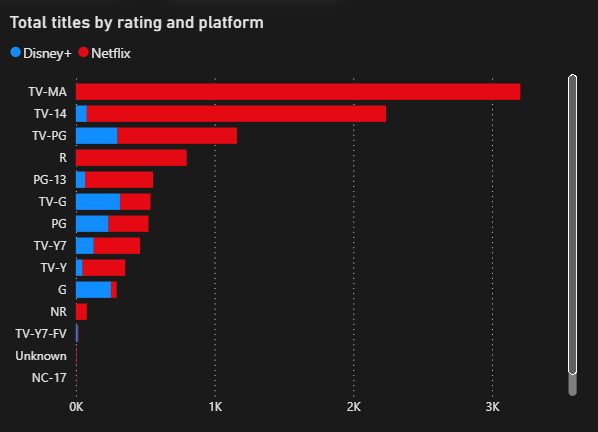 Total titles by rating and platform
Disney+ Netflix
TV-MA
TV-14
TV-PG
R
PG-13
TV-G
PG
TV-Y7
TV-Y
G
NR
TV-Y7-FV
Unknown
NC-17
0K 1K 2K 3K